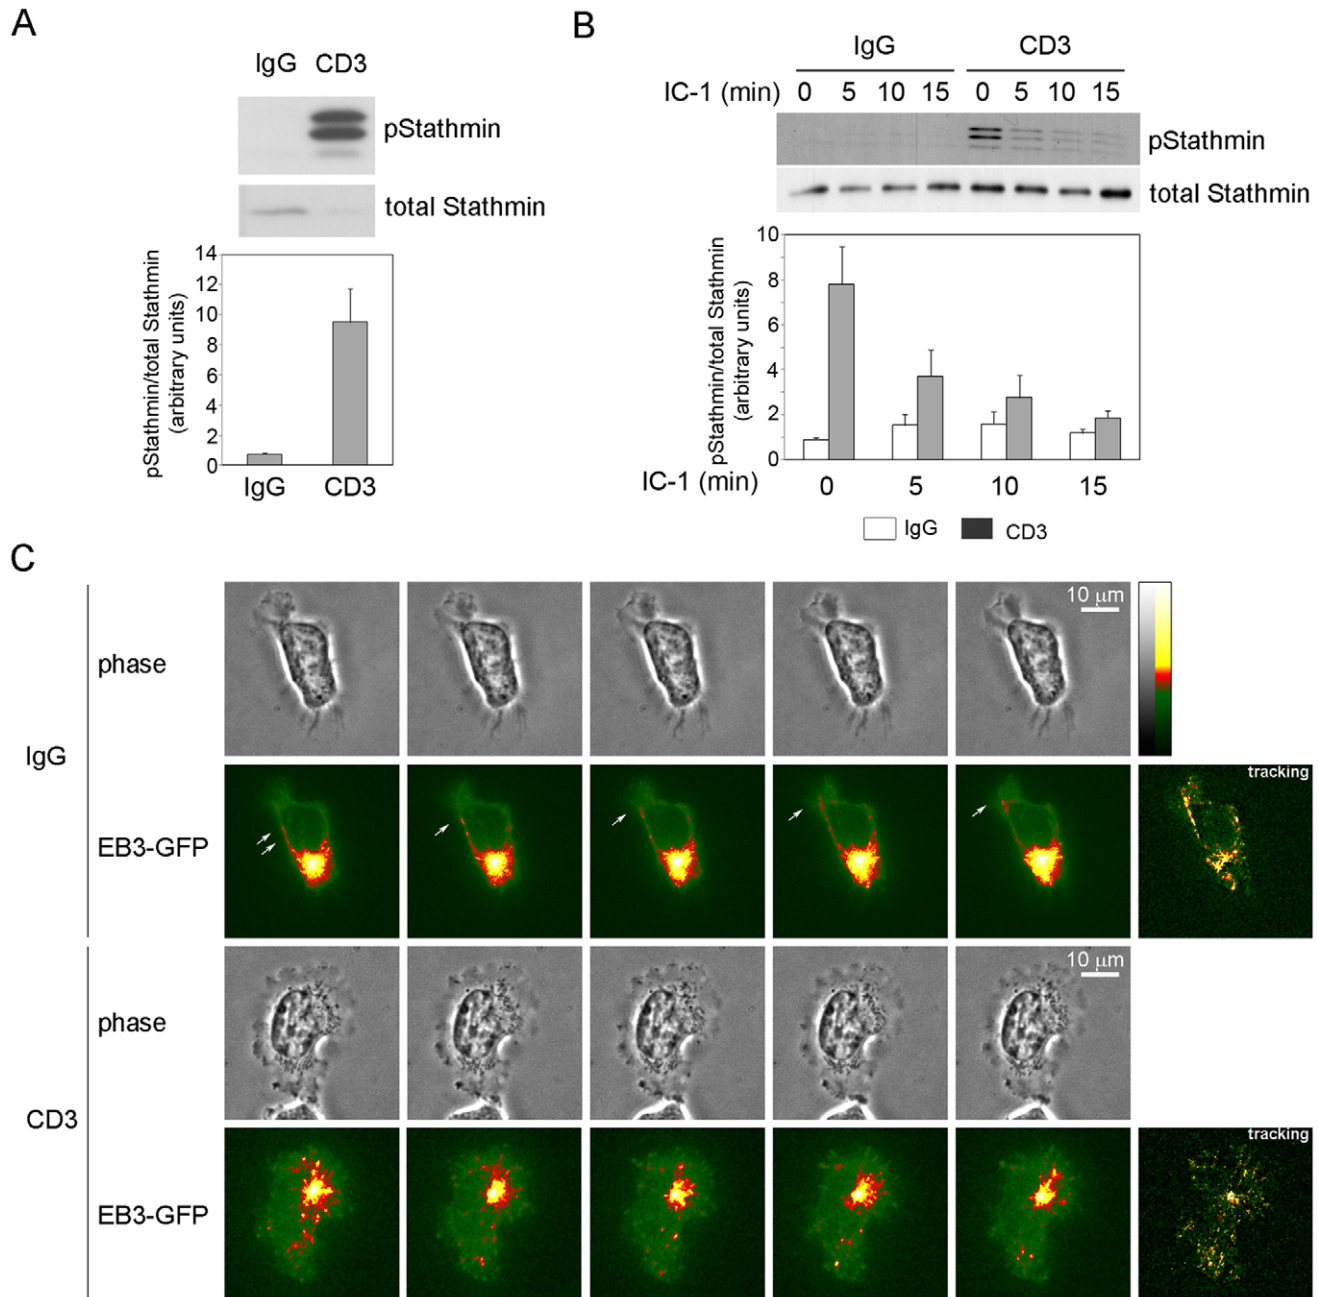 A
IgG CD3
pStathmin
total Stathmin
pStathmin/total Stathmin
(arbitrary units)
14
12
10
8
6
4
2
0
IgG CD3
B
IgG CD3
IC-1 (min) 0 5 10 15 0 5 10 15
pStathmin
total Stathmin
pStathmin/total Stathmin
(arbitrary units)
10
8
6
4
2
0
IC-1 (min) 0 5 10 15
IgG CD3
C
IgG
phase
10 μm
EB3-GFP
tracking
CD3
phase
10 μm
EB3-GFP
tracking